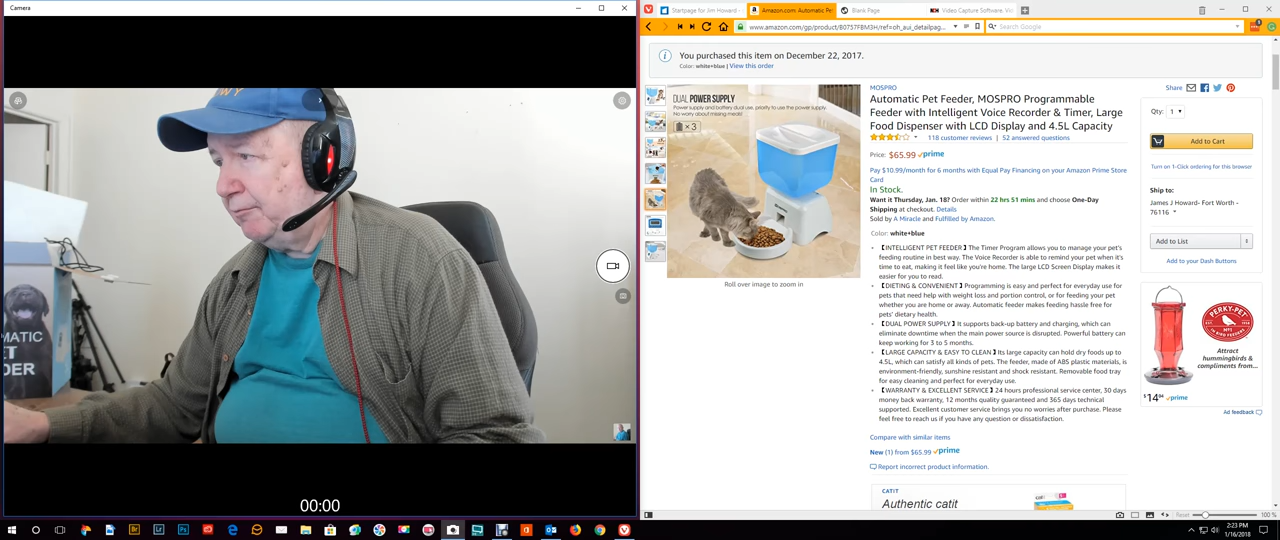 Camera
NY
MATIC
ET
DER
00:00
Startpage for Jim Howard
Amazon.com: Automatic Pe
Blank Page
Video Capture Software. Vi
www.amazon.com/gp/product/B0757FBM3H/ref=oh_aui_detailpag...
Search Google
You purchased this item on December 22, 2017.
Color: white+blue | View this order
DUAL POWER SUPPLY
Power supply and battery dual use, priority to use the power supply.
No worry about missing meals!
× 3
Roll over image to zoom in
MOSPRO
Automatic Pet Feeder, MOSPRO Programmable
Feeder with Intelligent Voice Recorder & Timer, Large
Food Dispenser with LCD Display and 4.5L Capacity
118 customer reviews | 52 answered questions
Price: $65.99 prime
Pay $10.99/month for 6 months with Equal Pay Financing on your Amazon Prime Store
Card
In Stock.
Want it Thursday, Jan. 18? Order within 22 hrs 51 mins and choose One-Day
Shipping at checkout. Details
Sold by A Miracle and Fulfilled by Amazon.
Color: white+blue
【INTELLIGENT PET FEEDER】The Timer Program allows you to manage your pet's
feeding routine in best way. The Voice Recorder is able to remind your pet when it's
time to eat, making it feel like you're home. The large LCD Screen Display makes it
easier for you to read.
【DIETING & CONVENIENT】Programming is easy and perfect for everyday use for
pets that need help with weight loss and portion control, or for feeding your pet
whether you are home or away. Automatic feeder makes feeding hassle free for
pets' dietary health.
【DUAL POWER SUPPLY】It supports back-up battery and charging, which can
eliminate downtime when the main power source is disrupted. Powerful battery can
keep working for 3 to 5 months.
【LARGE CAPACITY & EASY TO CLEAN】Its large capacity can hold dry foods up to
4.5L, which can satisfy all kinds of pets. The feeder, made of ABS plastic materials, is
environment-friendly, sunshine resistant and shock resistant. Removable food tray
for easy cleaning and perfect for everyday use.
【WARRANTY & EXCELLENT SERVICE】24 hours professional service center, 30 days
money back warranty, 12 months quality guaranteed and 365 days technical
supported. Excellent customer service brings you no worries after purchase. Please
feel free to reach us if you have any question or dissatisfaction.
Compare with similar items
New (1) from $65.99 prime
Report incorrect product information.
CATIT
Authentic catit
Share
Qty: 1
Add to Cart
Turn on 1-Click ordering for this browser
Ship to:
James J Howard- Fort Worth -
76116
Add to List
Add to your Dash Buttons
PERKY-PET
Attract
hummingbirds &
compliments from...
$14 prime
Ad feedback
Reset
100 %
Br
Lr
Ps
2:23 PM
1/16/2018